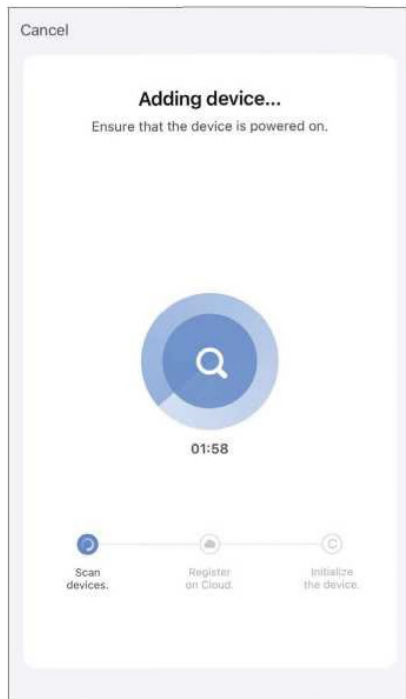 Cancel
Adding device...
Ensure that the device is powered on.
01:58
Scan
devices.
Register
on Cloud.
Initialize
the device.